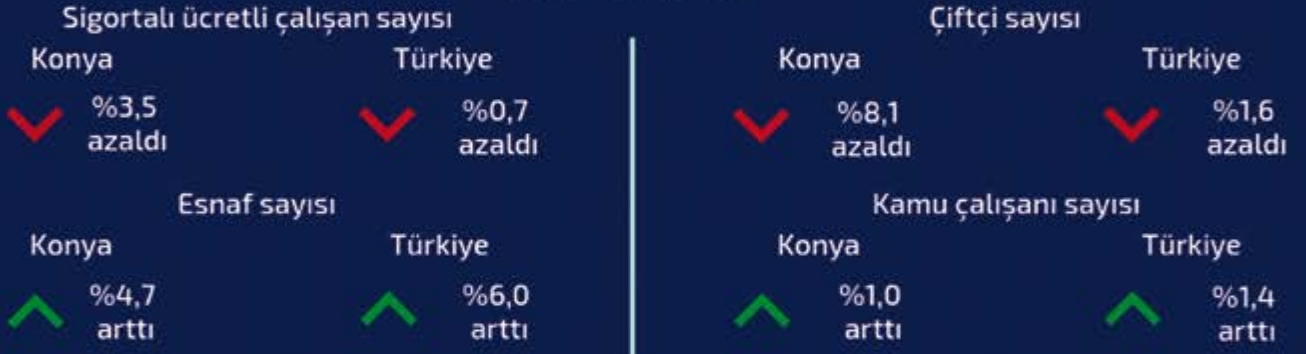 Sigortalı ücretli çalışan sayısı
Konya
Türkiye
%3,5
azaldı
%0,7
azaldı
Esnaf sayısı
Konya
Türkiye
%4,7
arttı
%6,0
arttı
Çiftçi sayısı
Konya
Türkiye
%8,1
azaldı
%1,6
azaldı
Kamu çalışanı sayısı
Konya
Türkiye
%1,0
arttı
%1,4
arttı